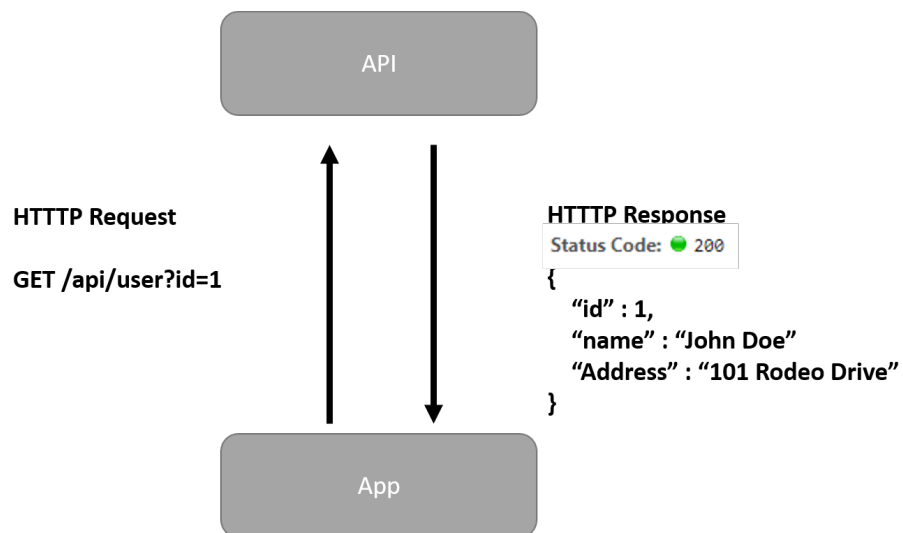 API
HTTTP Request
GET /api/user?id=1
HTTTP Response
Status Code: 200
{
“id” : 1,
“name” : “John Doe”
“Address” : “101 Rodeo Drive”
}
App